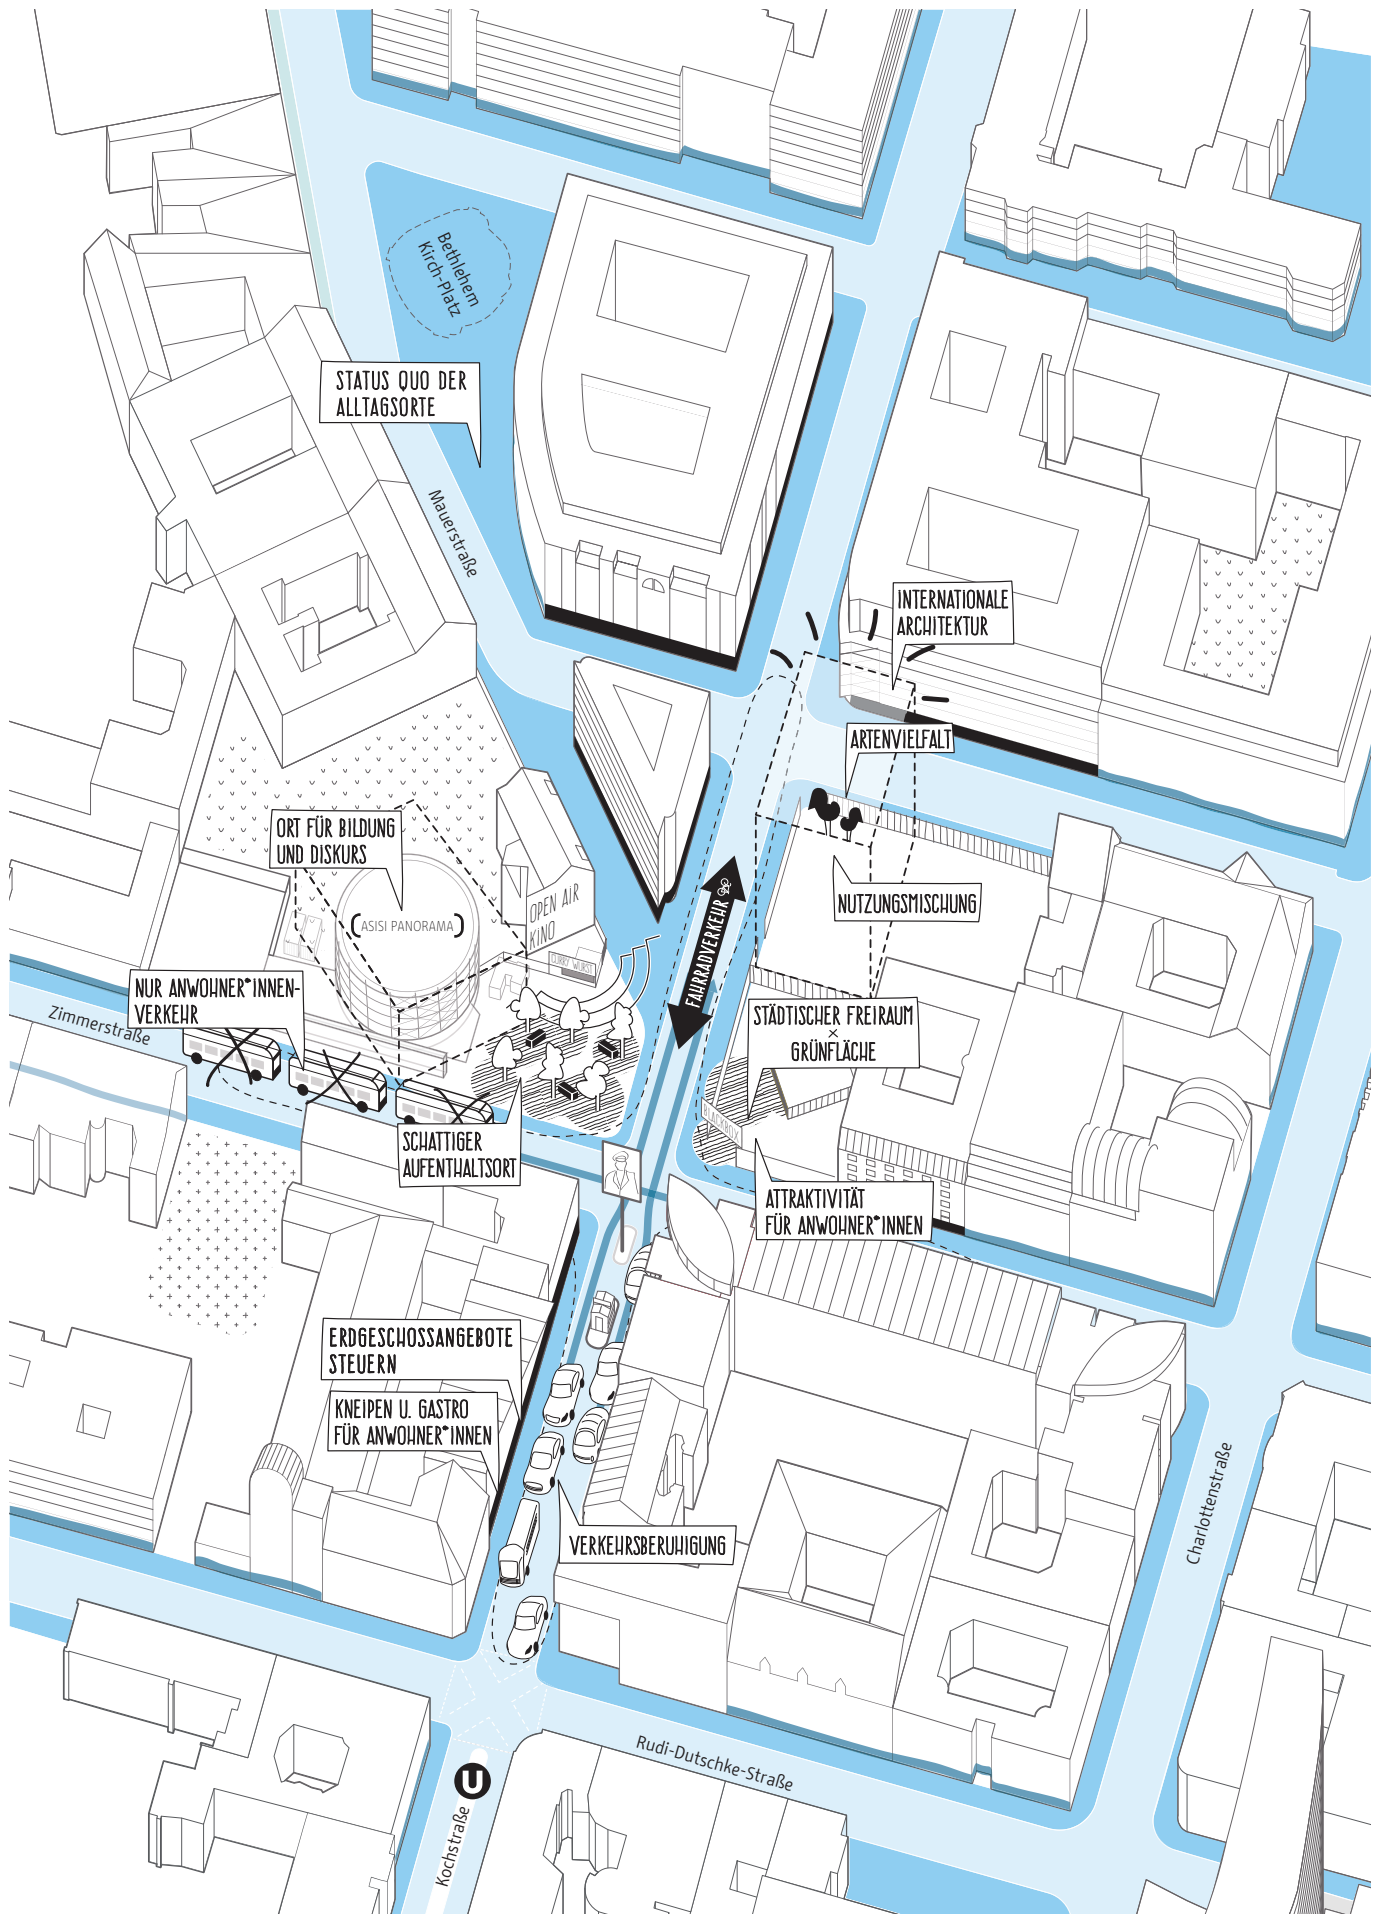 Bethlehem
Kirch-Platz
STATUS QUO DER
ALLTAGSORTE
Mauerstraße
INTERNATIONALE
ARCHITEKTUR
ARTENVIELFALT
ORT FÜR BILDUNG
UND DISKURS
NUTZUNGSMISCHUNG
OPEN AIR
KINO
ASISI PANORAMA
CURRY WURST
FAHRRADVERKEHR
NUR ANWOHNER*INNEN-
VERKEHR
Zimmerstraße
STÄDTISCHER FREIRAUM
×
GRÜNFLÄCHE
BLACKBOX
SCHATTIGER
AUFENTHALTSORT
ATTRAKTIVITÄT
FÜR ANWOHNER*INNEN
ERDGESCHOSSANGEBOTE
STEUERN
KNEIPEN U. GASTRO
FÜR ANWOHNER*INNEN
VERKEHRSBERUHIGUNG
Charlottenstraße
Rudi-Dutschke-Straße
U
Kochstraße